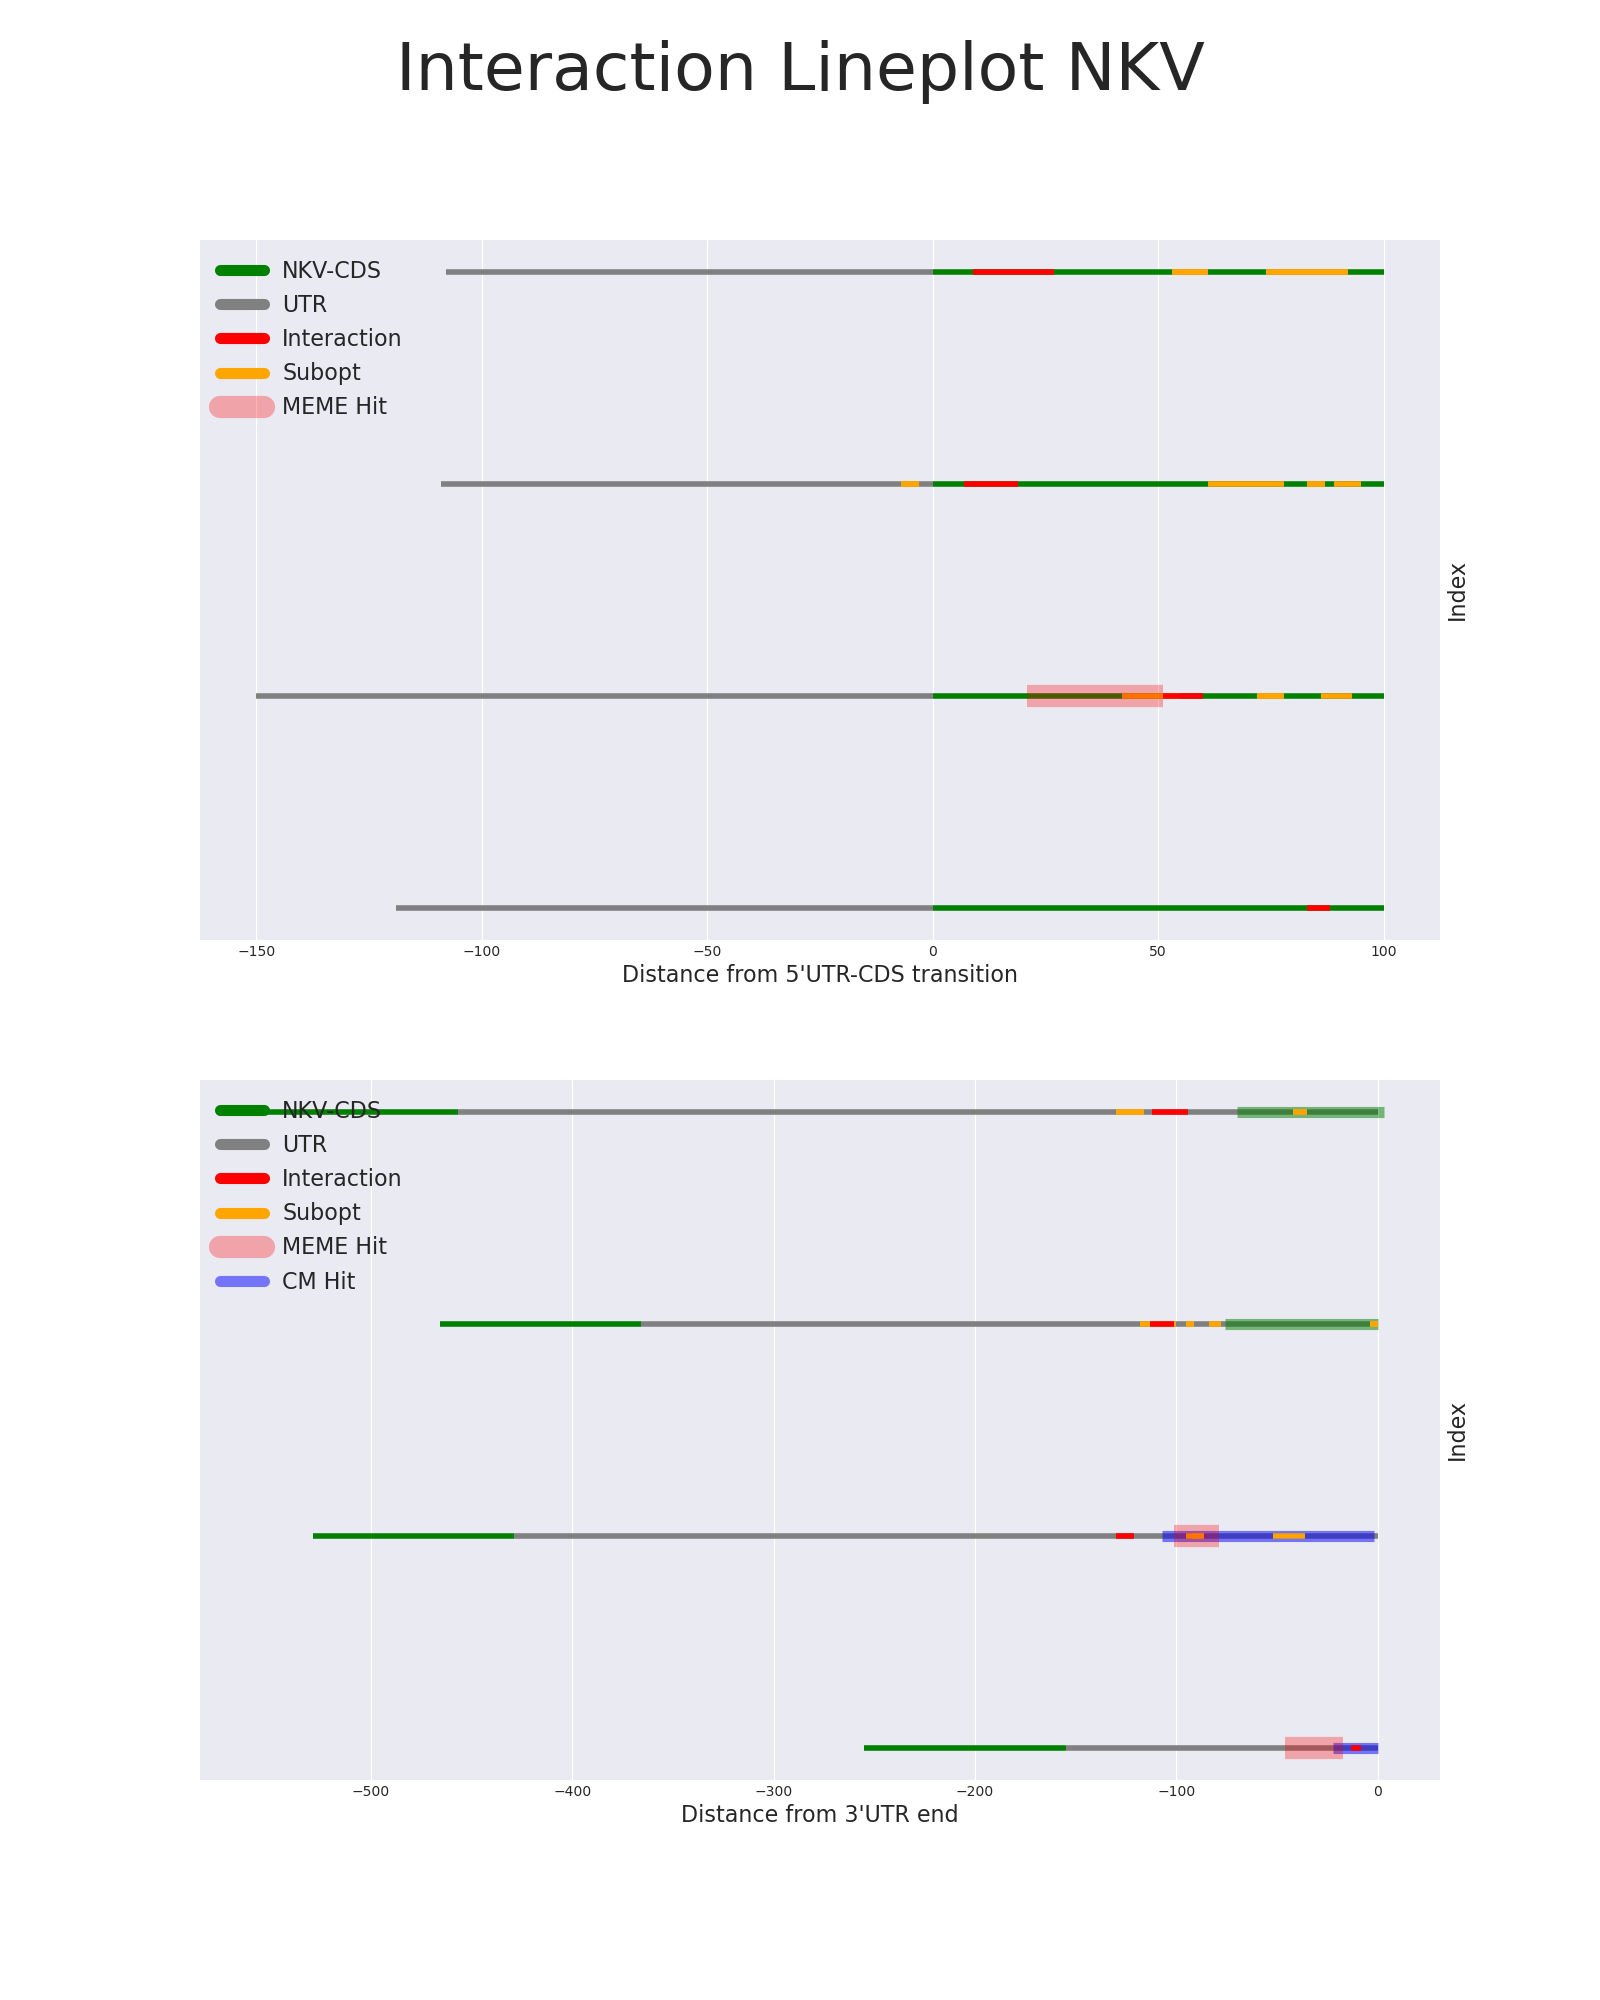 Interaction Lineplot NKV
NKV-CDS
UTR
Interaction
Subopt
MEME Hit
Index
−150 −100 −50 0 50 100
Distance from 5'UTR-CDS transition
NKV-CDS
UTR
Interaction
Subopt
MEME Hit
CM Hit
Index
−500 −400 −300 −200 −100 0
Distance from 3'UTR end